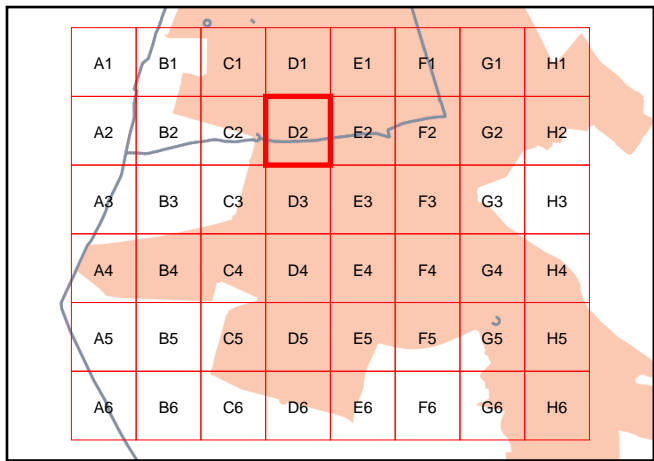 A1 B1 C1 D1 E1 F1 G1 H1
A2 B2 C2 D2 E2 F2 G2 H2
A3 B3 C3 D3 E3 F3 G3 H3
A4 B4 C4 D4 E4 F4 G4 H4
A5 B5 C5 D5 E5 F5 G5 H5
A6 B6 C6 D6 E6 F6 G6 H6